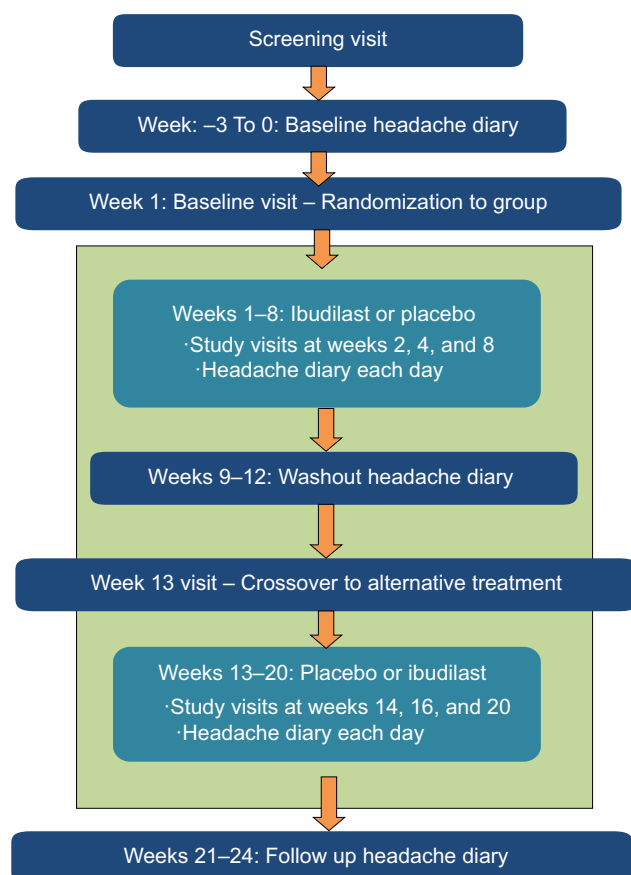 Screening visit
Week: –3 To 0: Baseline headache diary
Week 1: Baseline visit – Randomization to group
Weeks 1–8: Ibudilast or placebo
·Study visits at weeks 2, 4, and 8
·Headache diary each day
Weeks 9–12: Washout headache diary
Week 13 visit – Crossover to alternative treatment
Weeks 13–20: Placebo or ibudilast
·Study visits at weeks 14, 16, and 20
·Headache diary each day
Weeks 21–24: Follow up headache diary